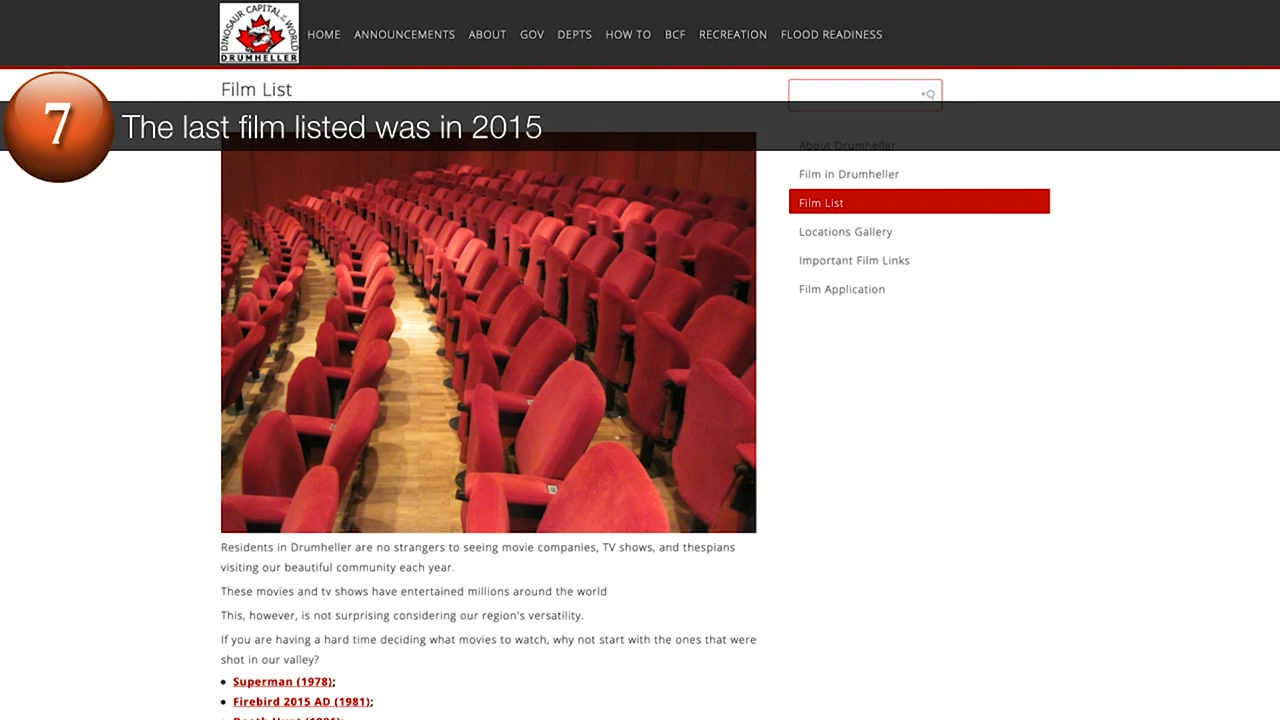 DINOSAUR CAPITAL of the WORLD
DRUMHELLER
HOME ANNOUNCEMENTS ABOUT GOV DEPTS HOW TO BCF RECREATION FLOOD READINESS
Film List
7 The last film listed was in 2015
About Drumheller
Film in Drumheller
Film List
Locations Gallery
Important Film Links
Film Application
Residents in Drumheller are no strangers to seeing movie companies, TV shows, and thespians
visiting our beautiful community each year.
These movies and tv shows have entertained millions around the world
This, however, is not surprising considering our region's versatility.
If you are having a hard time deciding what movies to watch, why not start with the ones that were
shot in our valley?
• Superman (1978);
• Firebird 2015 AD (1981);
• Death Hunt (1981);